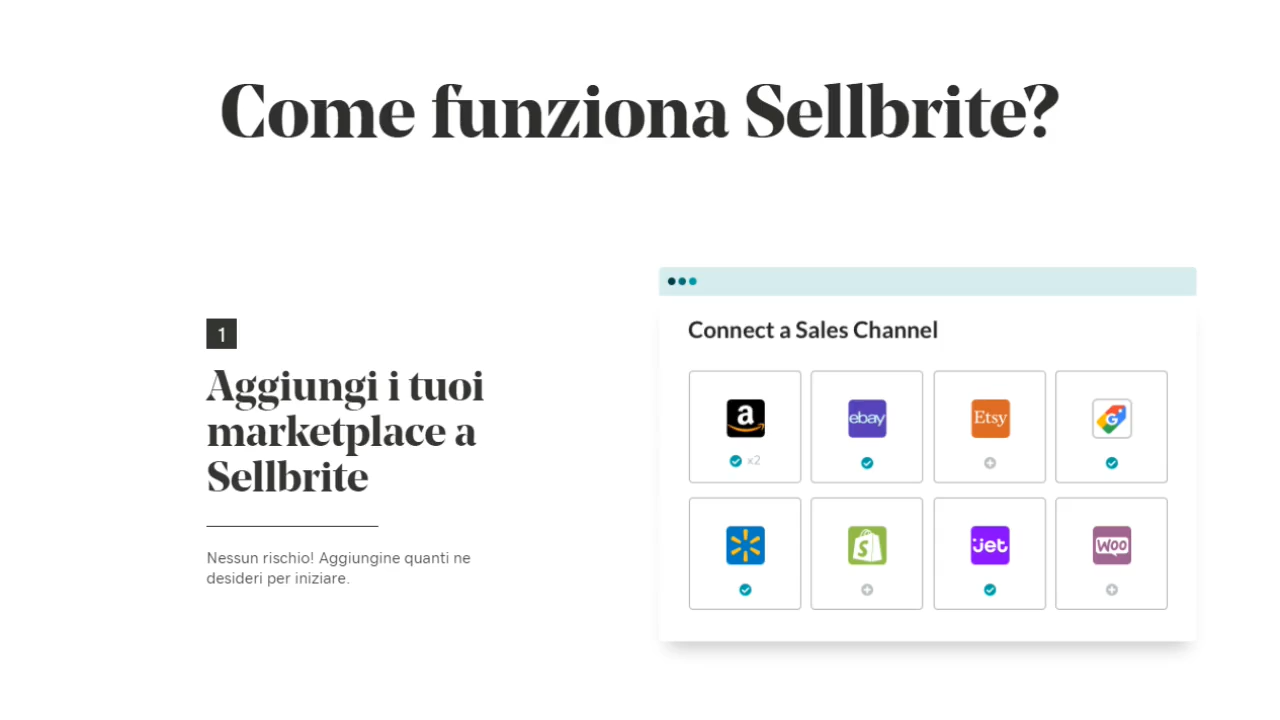 Come funziona Sellbrite?
1
Aggiungi i tuoi
marketplace a
Sellbrite
Nessun rischio! Aggiungine quanti ne
desideri per iniziare.
Connect a Sales Channel
a
ebay
Etsy
G
x2
S
jet
WOO